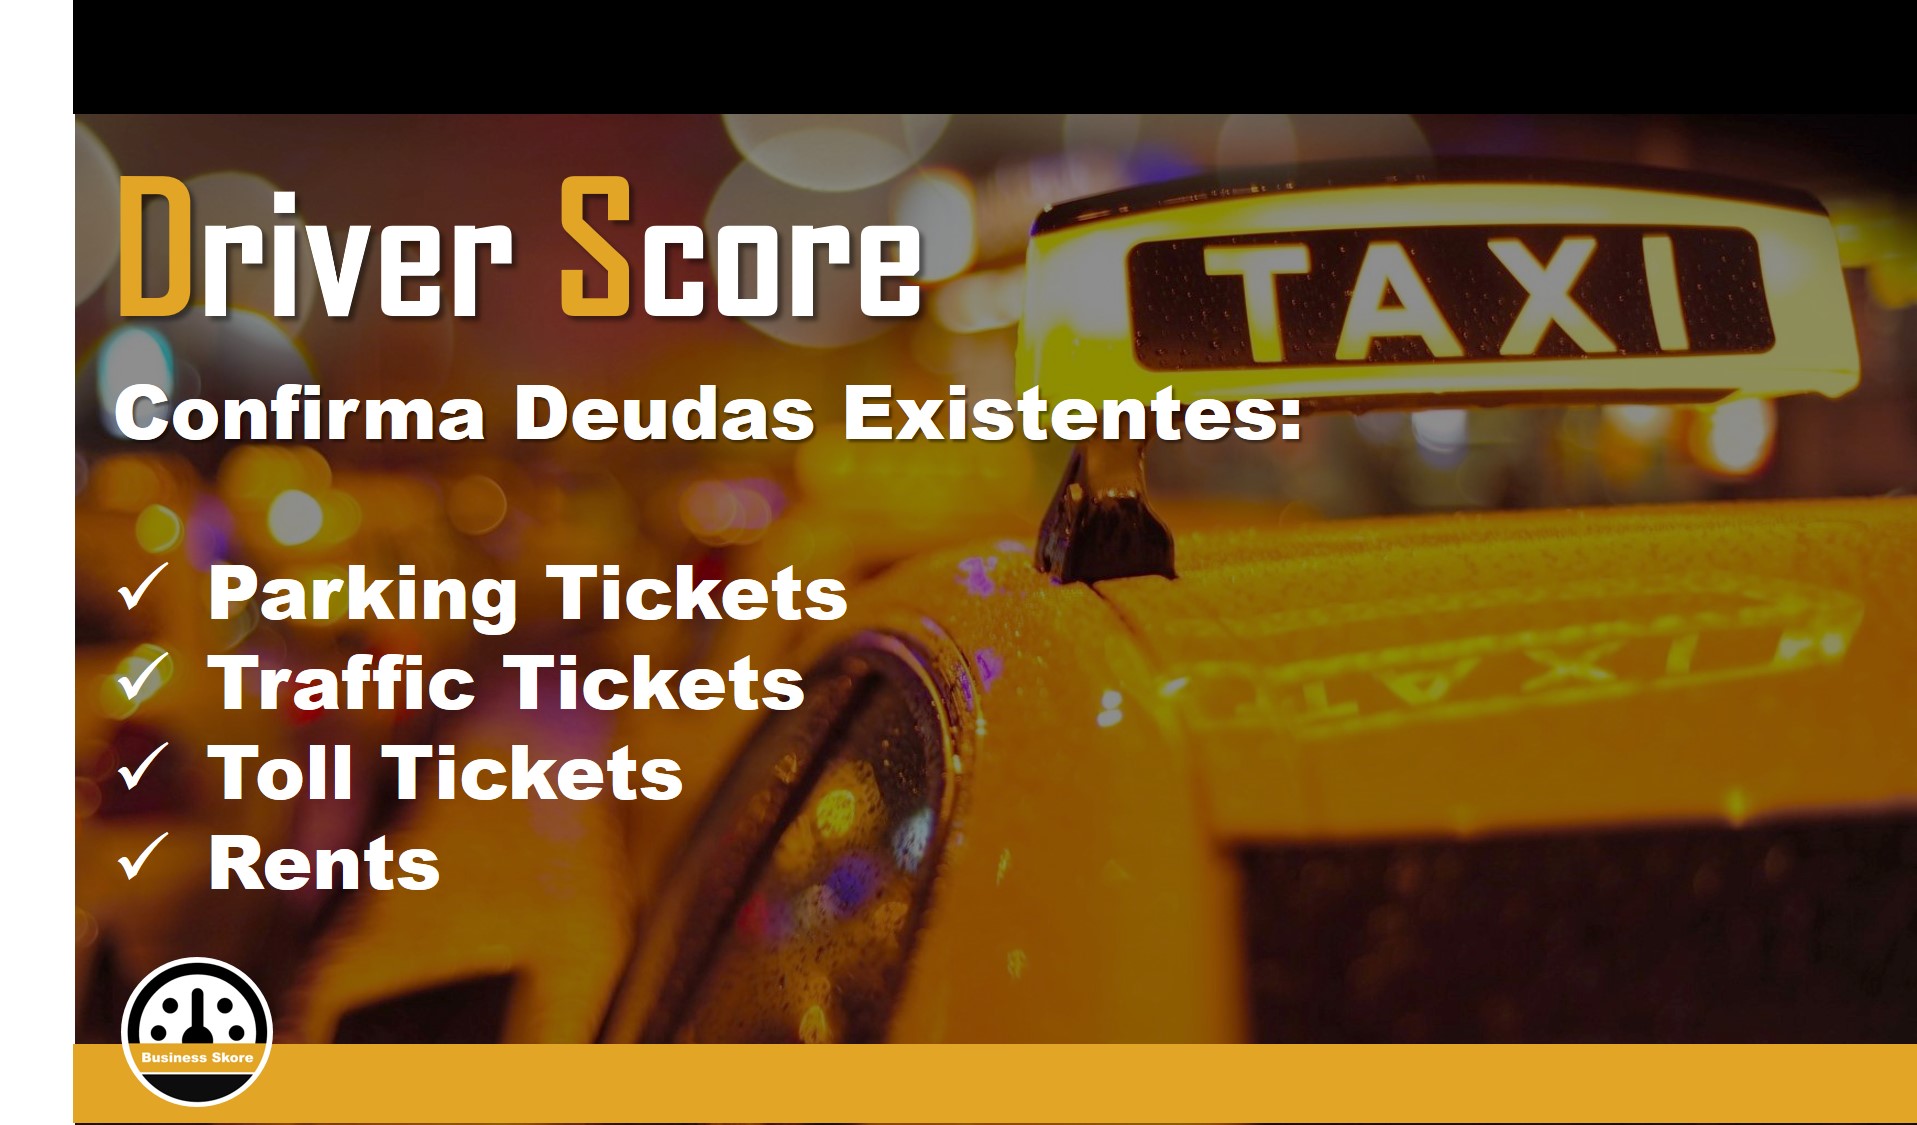 Driver Score
TAXI
Confirma Deudas Existentes:
Parking Tickets
Traffic Tickets
Toll Tickets
Rents
Business Skore